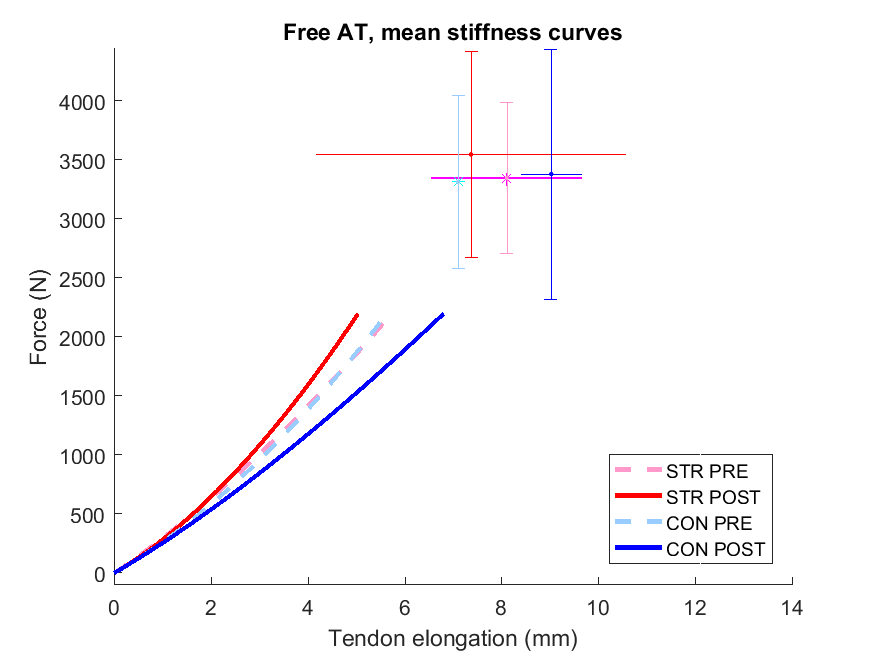 Free AT, mean stiffness curves
Force (N)
4000
3500
3000
2500
2000
1500
1000
500
0
STR PRE
STR POST
CON PRE
CON POST
0 2 4 6 8 10 12 14
Tendon elongation (mm)